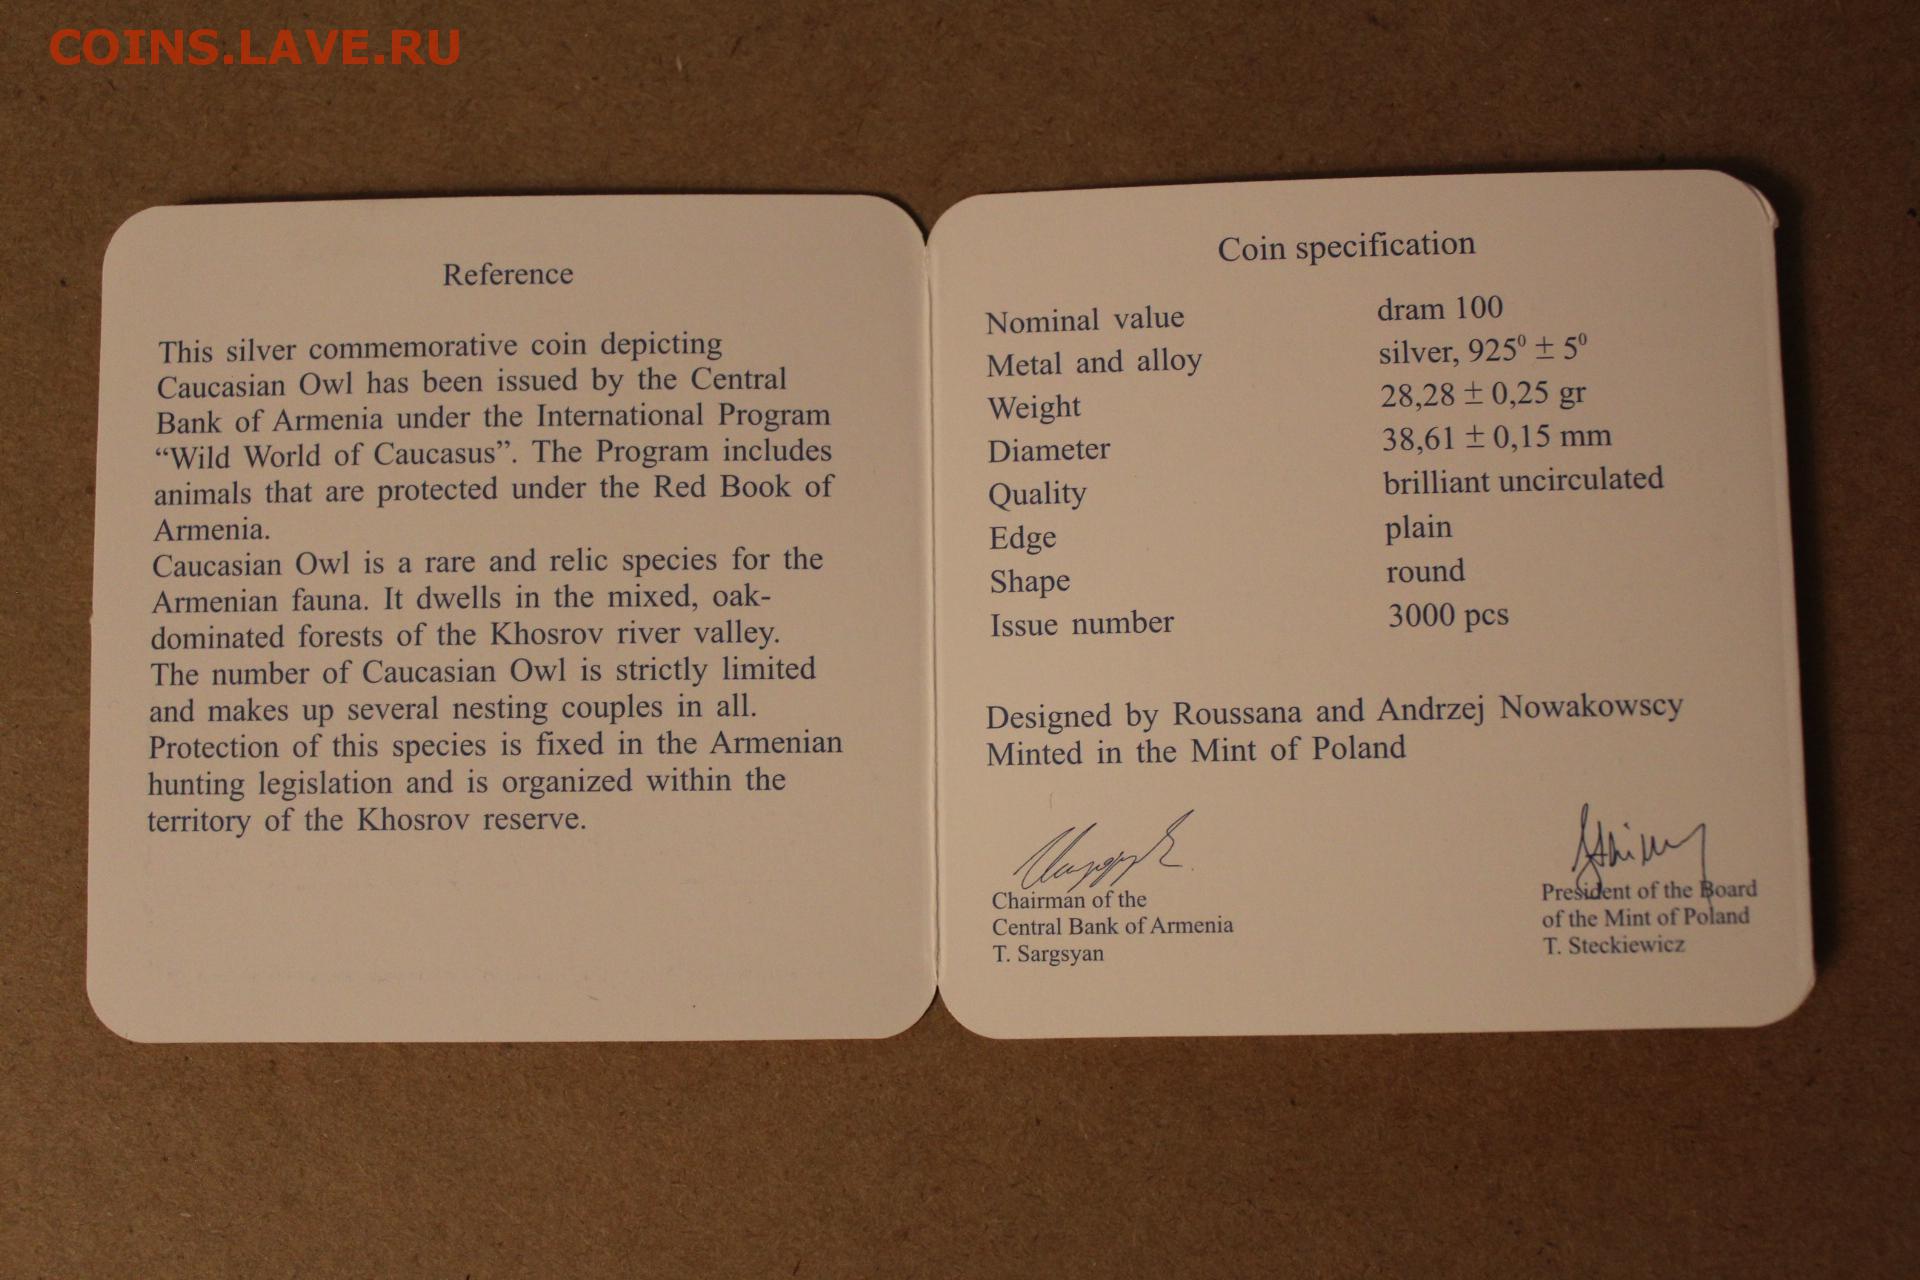 COINS.LAVE.RU
Reference
This silver commemorative coin depicting
Caucasian Owl has been issued by the Central
Bank of Armenia under the International Program
“Wild World of Caucasus”. The Program includes
animals that are protected under the Red Book of
Armenia.
Caucasian Owl is a rare and relic species for the
Armenian fauna. It dwells in the mixed, oak-
dominated forests of the Khosrov river valley.
The number of Caucasian Owl is strictly limited
and makes up several nesting couples in all.
Protection of this species is fixed in the Armenian
hunting legislation and is organized within the
territory of the Khosrov reserve.
Coin specification
Nominal value dram 100
Metal and alloy silver, 925⁰ ± 5⁰
Weight 28,28 ± 0,25 gr
Diameter 38,61 ± 0,15 mm
Quality brilliant uncirculated
Edge plain
Shape round
Issue number 3000 pcs
Designed by Roussana and Andrzej Nowakowscy
Minted in the Mint of Poland
Chairman of the
Central Bank of Armenia
T. Sargsyan
President of the Board
of the Mint of Poland
T. Steckiewicz